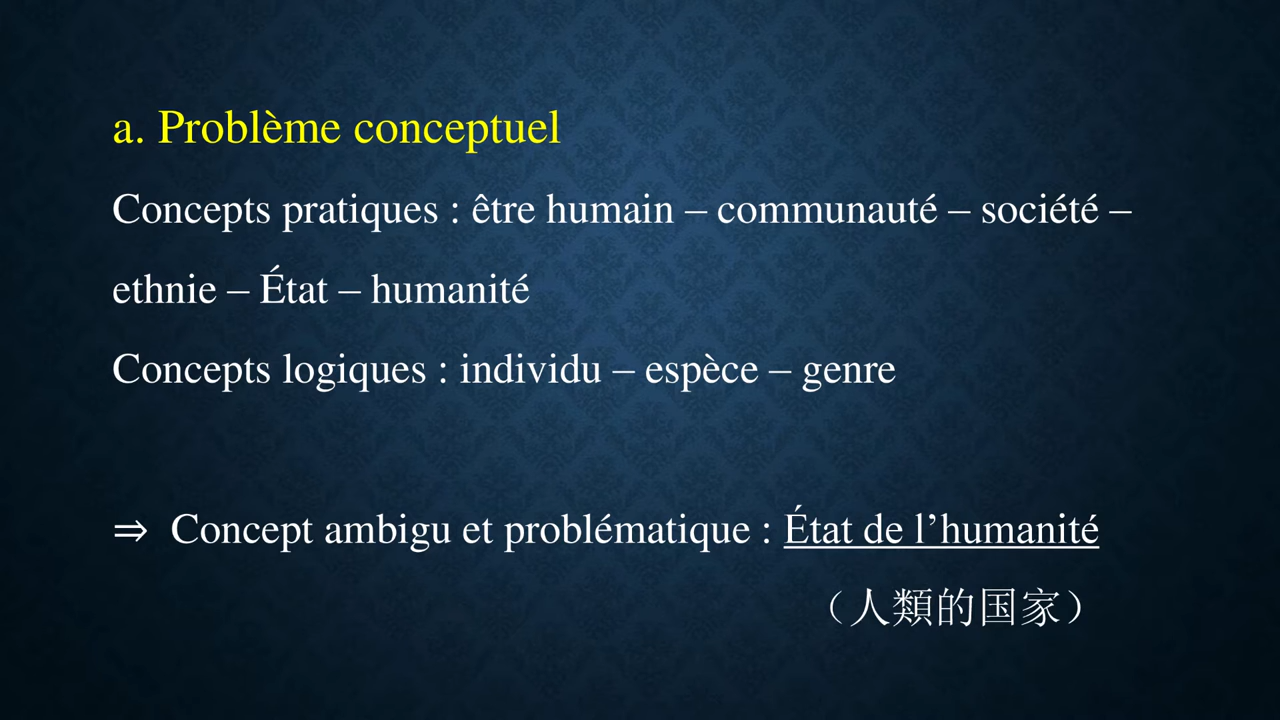 a. Problème conceptuel
Concepts pratiques : être humain – communauté – société –
ethnie – État – humanité
Concepts logiques : individu – espèce – genre
⇒ Concept ambigu et problématique : État de l’humanité
（人類的国家）